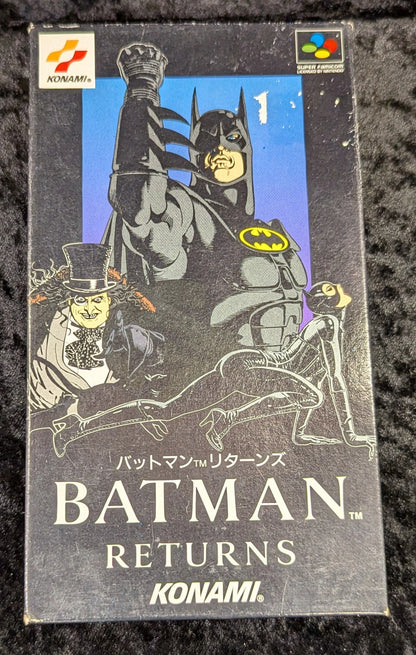 KONAMI®
SUPER FAMICOM
LICENSED BY NINTENDO
バットマン™リターンズ
BATMAN™
RETURNS
KONAMI®